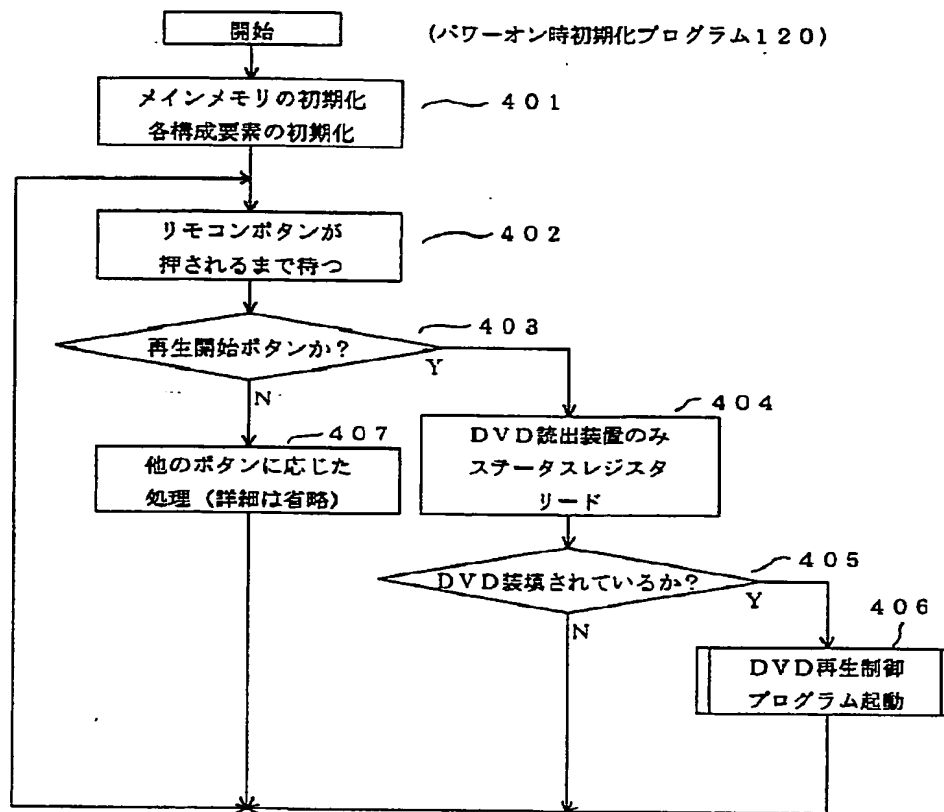 開始
(パワーオン時初期化プログラム120)
メインメモリの初期化
各構成要素の初期化
401
リモコンボタンが
押されるまで待つ
402
再生開始ボタンか?
403
Y
N
404
DVD読出装置のみ
ステータスレジスタ
リード
407
他のボタンに応じた
処理(詳細は省略)
DVD装填されているか?
405
Y
N
406
DVD再生制御
プログラム起動